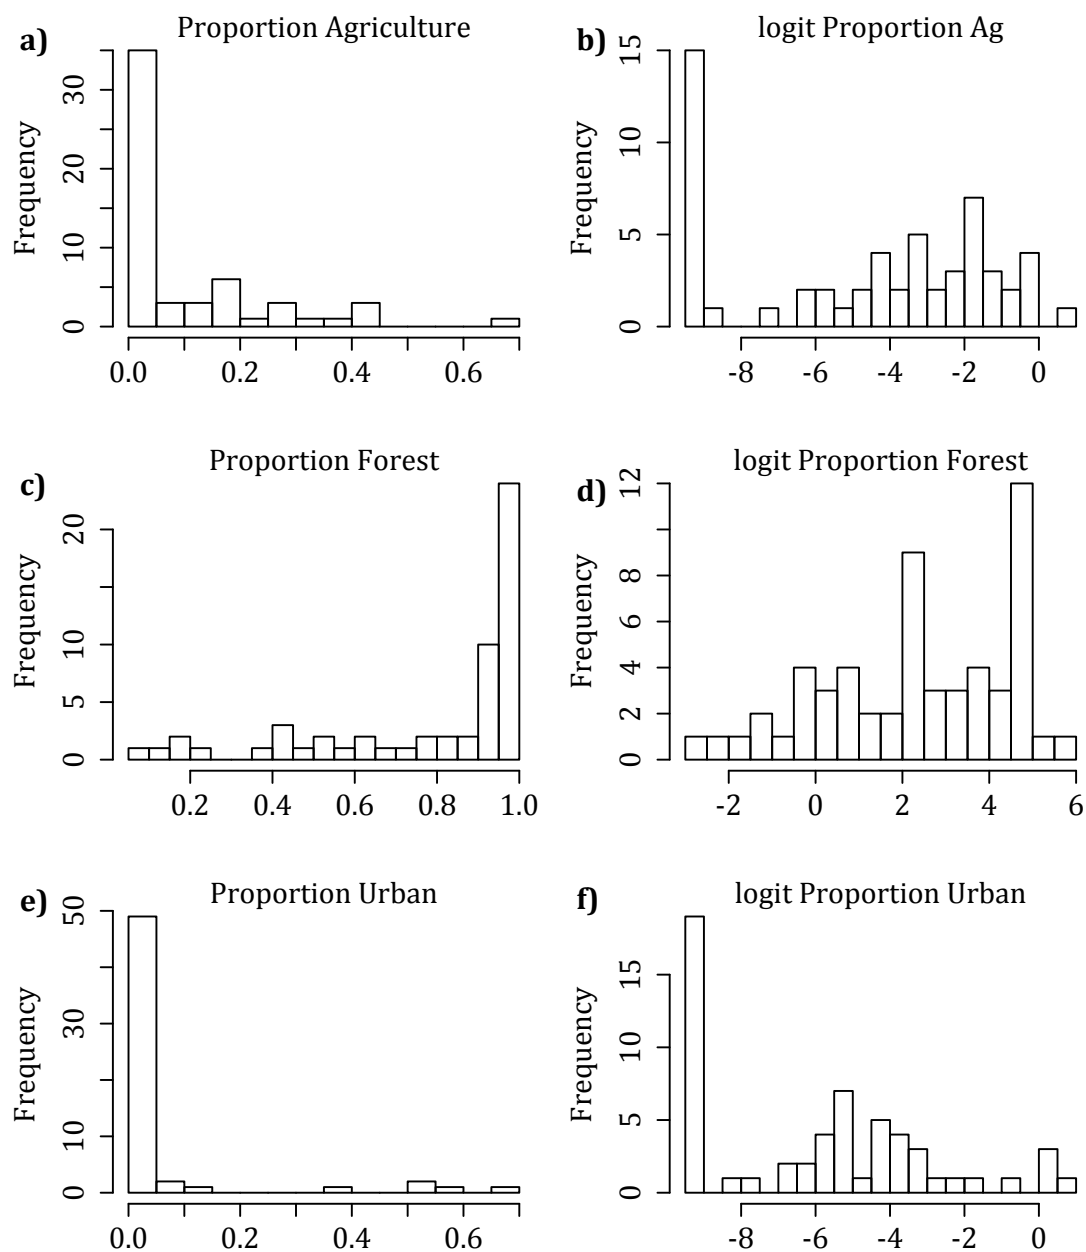 a) Proportion Agriculture
Frequency
0 10 20 30
0.0 0.2 0.4 0.6
b) logit Proportion Ag
Frequency
0 5 10 15
-8 -6 -4 -2 0
c) Proportion Forest
Frequency
0 5 10 20
0.2 0.4 0.6 0.8 1.0
d) logit Proportion Forest
Frequency
0 2 4 6 8 12
-2 0 2 4 6
e) Proportion Urban
Frequency
0 10 30 50
0.0 0.2 0.4 0.6
f) logit Proportion Urban
Frequency
0 5 10 15
-8 -6 -4 -2 0